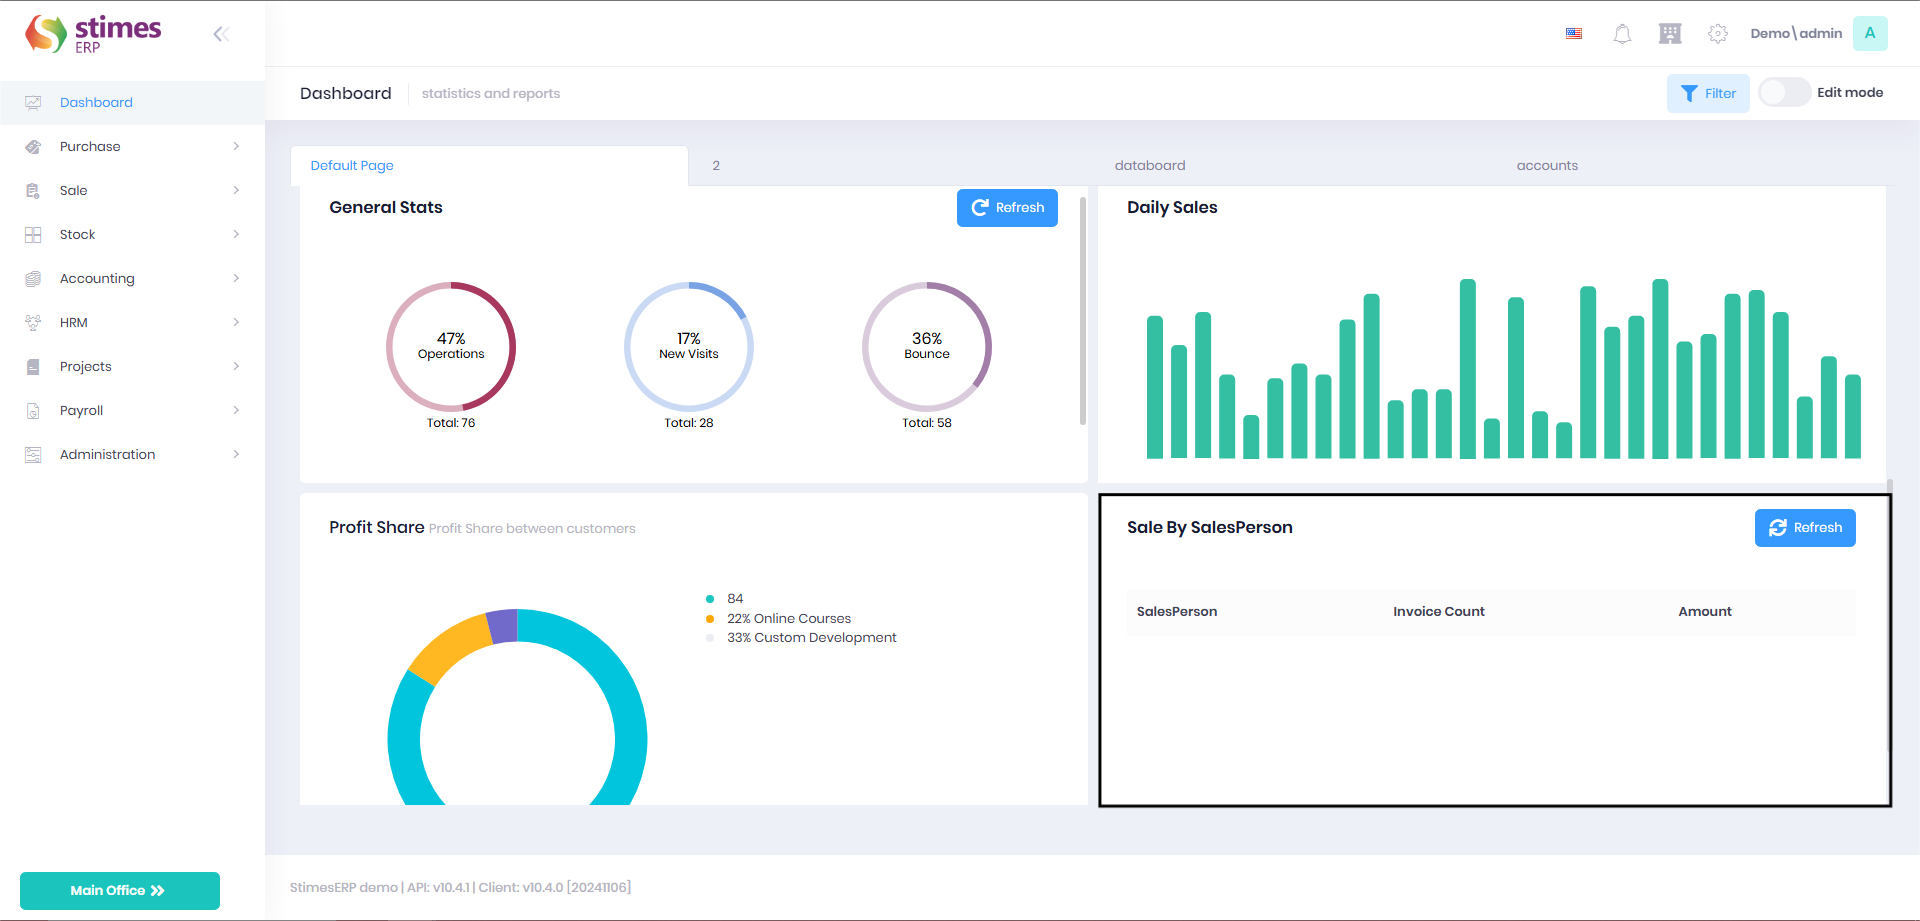 stimes
ERP
Demo\admin
A
Dashboard
Purchase
Sale
Stock
Accounting
HRM
Projects
Payroll
Administration
Main Office
Dashboard
statistics and reports
Filter
Edit mode
Default Page
2
databoard
accounts
General Stats
Refresh
47%
Operations
Total: 76
17%
New Visits
Total: 28
36%
Bounce
Total: 58
Daily Sales
Profit Share Profit Share between customers
84
22% Online Courses
33% Custom Development
Sale By SalesPerson
Refresh
SalesPerson Invoice Count Amount
StimesERP demo | API: v10.4.1 | Client: v10.4.0 [20241106]